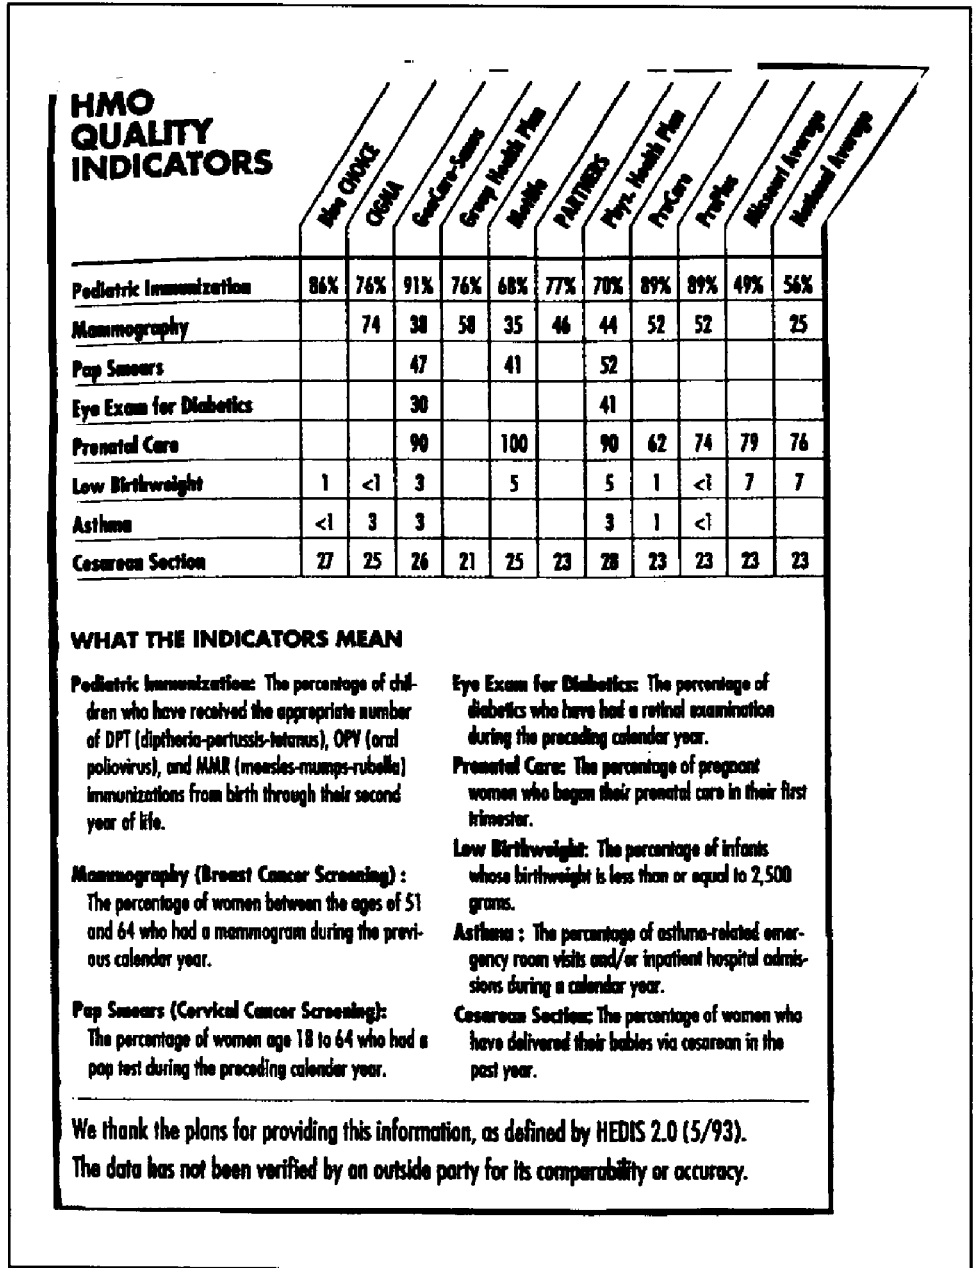 HMO
QUALITY
INDICATORS
Blue CHOICE
CIGNA
GenCare-Sanus
Group Health Plan
Metlife
PARTNERS
Phys. Health Plan
ProCare
PruPlus
Missouri Average
National Average
Pediatric Immunization 86% 76% 91% 76% 68% 77% 70% 89% 89% 49% 56%
Mammography 74 38 58 35 46 44 52 52 25
Pap Smears 47 41 52
Eye Exam for Diabetics 30 41
Prenatal Care 90 100 90 62 74 79 76
Low Birthweight 1 <1 3 5 5 1 <1 7 7
Asthma <1 3 3 3 1 <1
Cesarean Section 27 25 26 21 25 23 28 23 23 23 23
WHAT THE INDICATORS MEAN
Pediatric Immunization: The percentage of chil-
dren who have received the appropriate number
of DPT (diptheria-pertussis-tetanus), OPV (oral
poliovirus), and MMR (measles-mumps-rubella)
immunizations from birth through their second
year of life.
Mammography (Breast Cancer Screening) :
The percentage of women between the ages of 51
and 64 who had a mammogram during the previ-
ous calendar year.
Pap Smears (Cervical Cancer Screening):
The percentage of women age 18 to 64 who had a
pap test during the preceding calender year.
Eye Exam for Diabetics: The percentage of
diabetics who have had a retinal examination
during the preceding calendar year.
Prenatal Care: The percentage of pregnant
women who began their prenatal care in their first
trimester.
Low Birthweight: The percentage of infants
whose birthweight is less than or equal to 2,500
grams.
Asthma : The percentage of asthma-related emer-
gency room visits and/or inpatient hospital admis-
sions during a calendar year.
Cesarean Section: The percentage of women who
have delivered their babies via cesarean in the
past year.
We thank the plans for providing this information, as defined by HEDIS 2.0 (5/93).
The data has not been verified by an outside party for its comparability or accuracy.